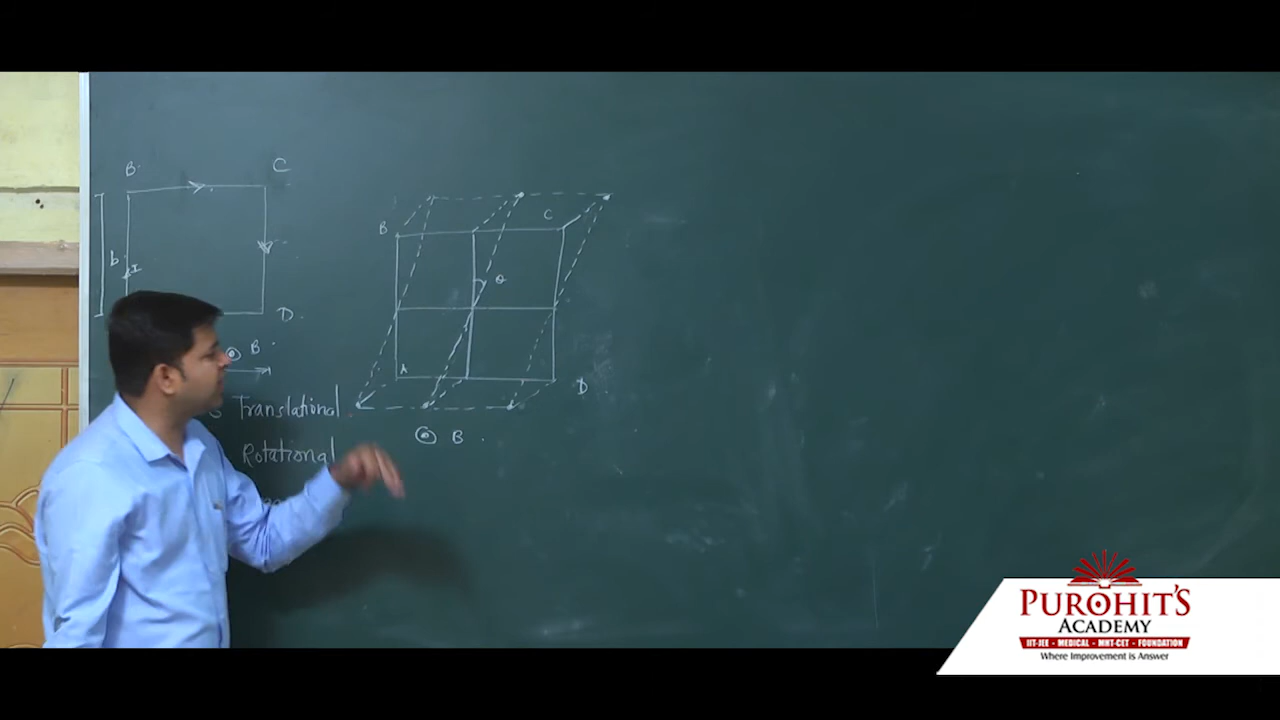 B C
b I
D
B
Translational
Rotational
B C
θ
A D
B
PUROHIT'S
ACADEMY
IIT-JEE - MEDICAL - MHT-CET - FOUNDATION
Where Improvement is Answer